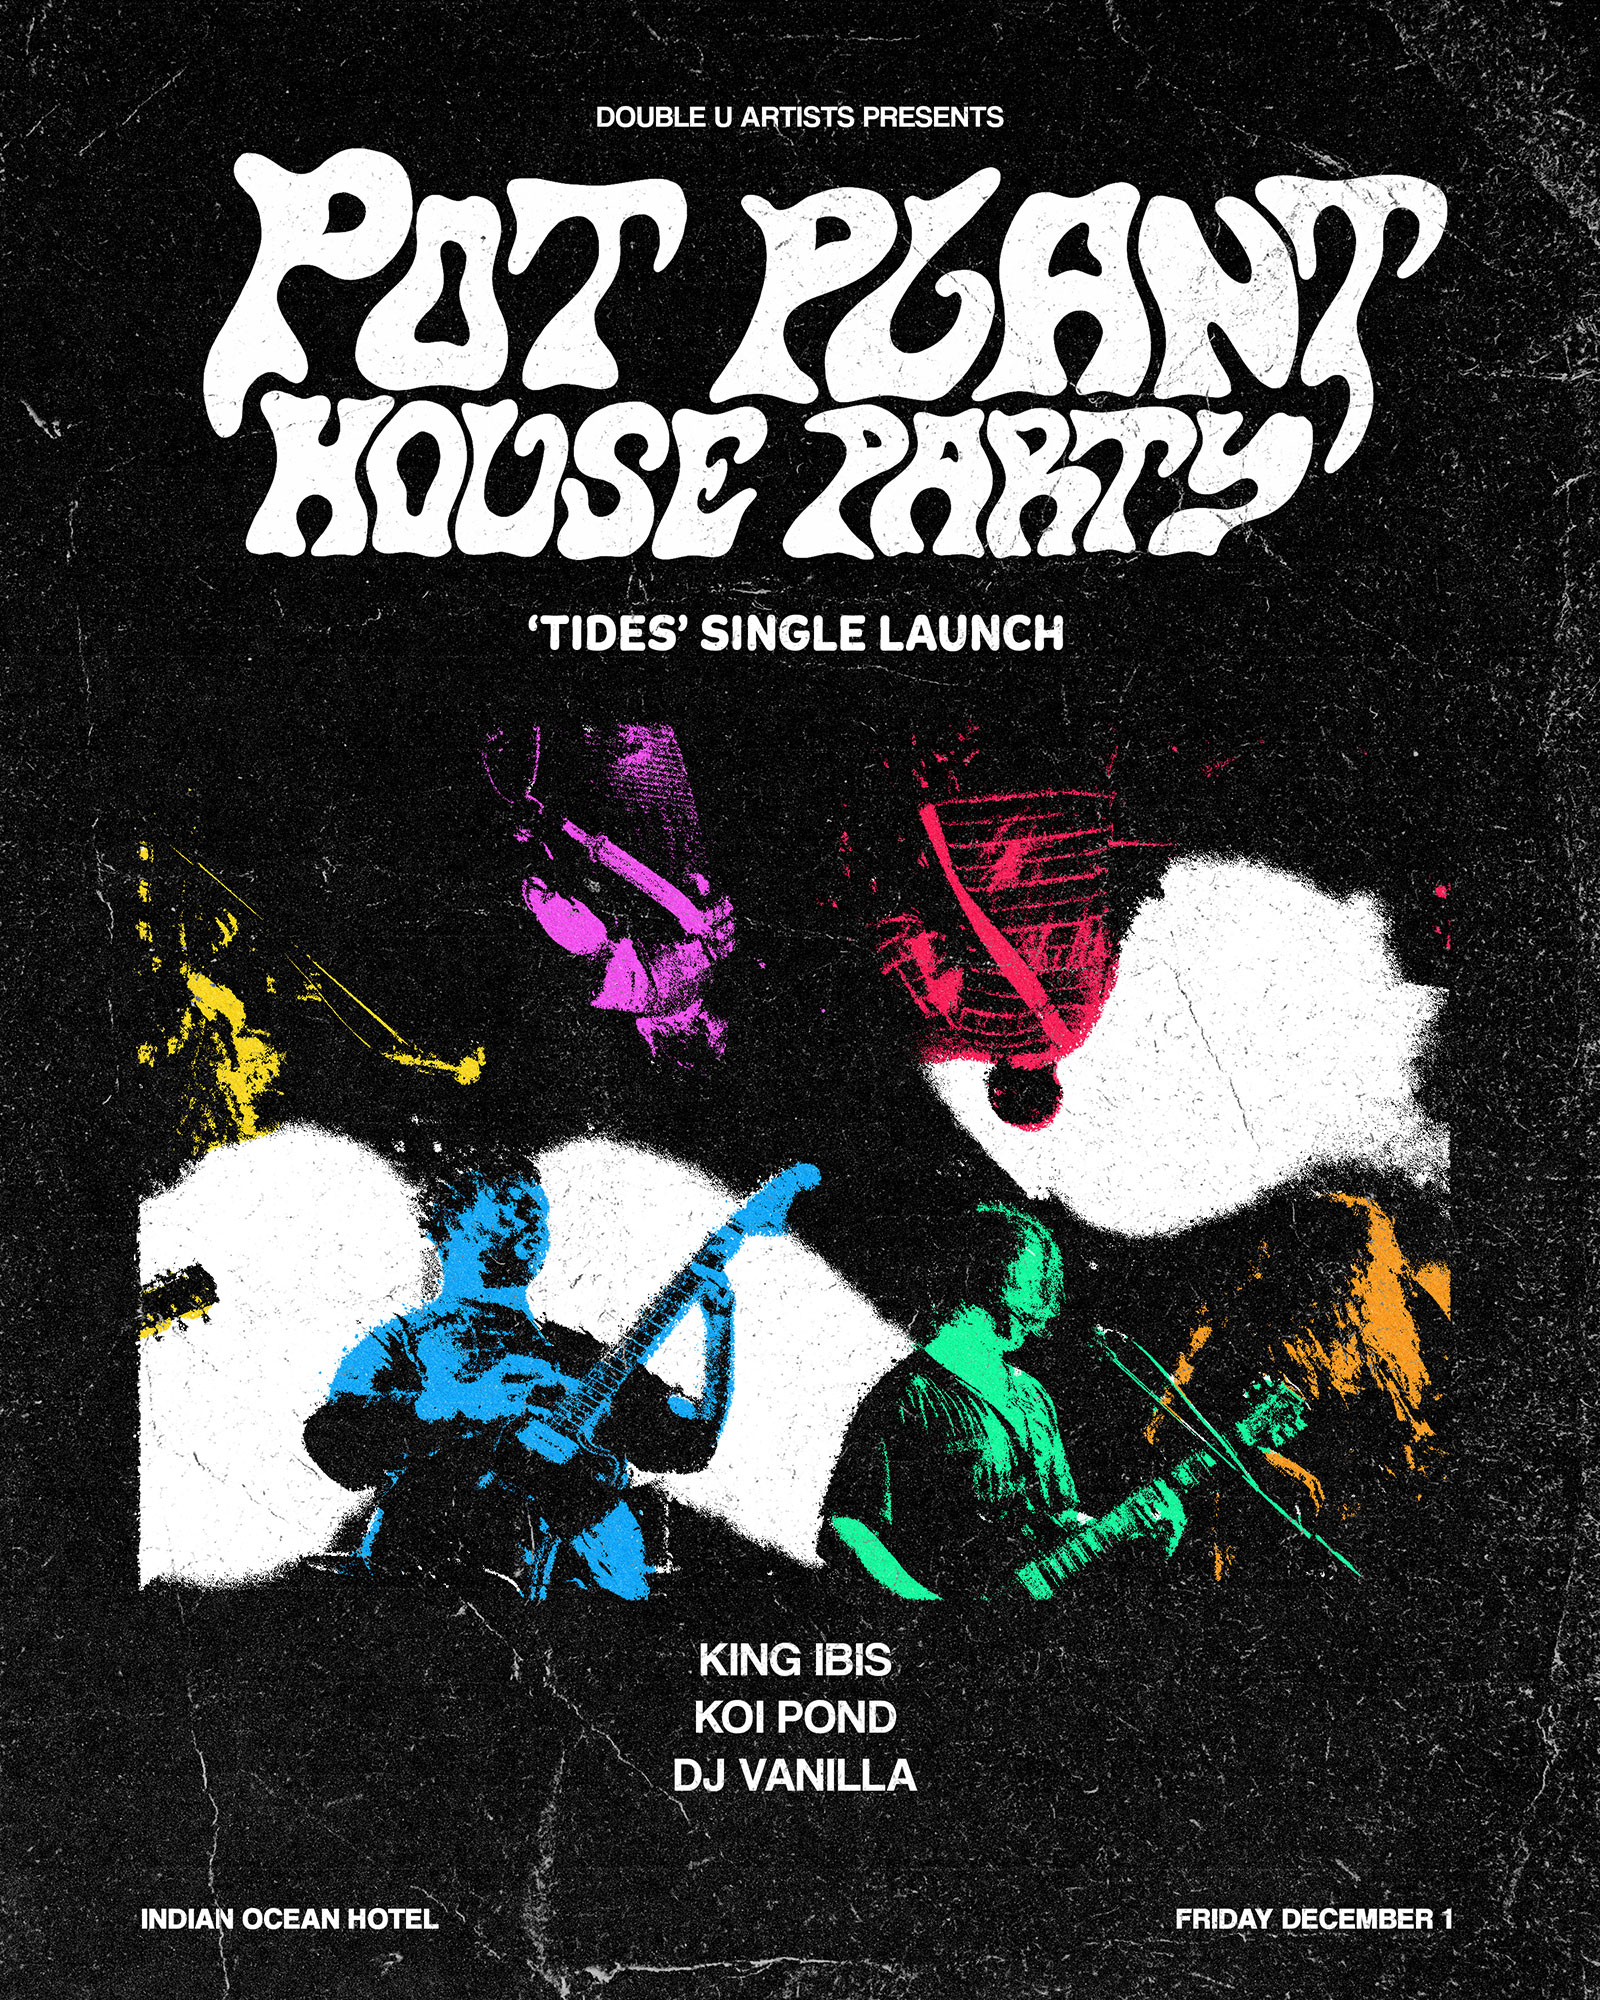 DOUBLE U ARTISTS PRESENTS
POT PLANT
HOUSE PARTY
‘TIDES’ SINGLE LAUNCH
KING IBIS
KOI POND
DJ VANILLA
INDIAN OCEAN HOTEL
FRIDAY DECEMBER 1